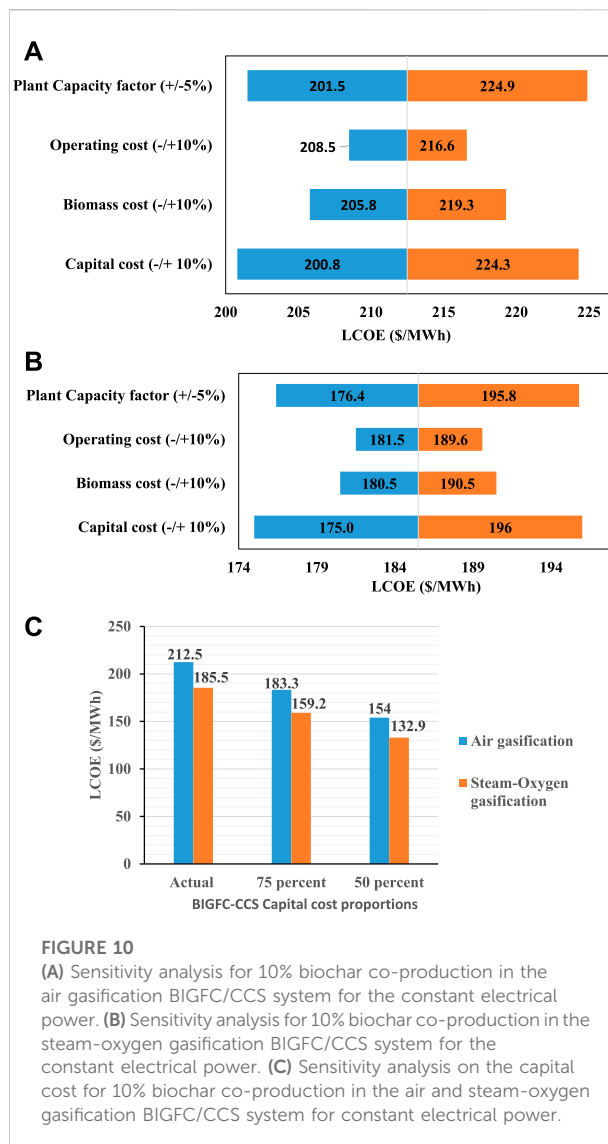 A
Plant Capacity factor (+/-5%)
201.5
224.9
Operating cost (-/+10%)
208.5
216.6
Biomass cost (-/+10%)
205.8
219.3
Capital cost (-/+ 10%)
200.8
224.3
200 205 210 215 220 225
LCOE ($/MWh)
B
Plant Capacity factor (+/-5%)
176.4
195.8
Operating cost (-/+10%)
181.5
189.6
Biomass cost (-/+10%)
180.5
190.5
Capital cost (-/+ 10%)
175.0
196
174 179 184 189 194
LCOE ($/MWh)
C
LCOE ($/MWh)
250
200
150
100
50
0
212.5
185.5
183.3
159.2
154
132.9
Actual 75 percent 50 percent
BIGFC-CCS Capital cost proportions
Air gasification
Steam-Oxygen
gasification
FIGURE 10
(A) Sensitivity analysis for 10% biochar co-production in the
air gasification BIGFC/CCS system for the constant electrical
power. (B) Sensitivity analysis for 10% biochar co-production in the
steam-oxygen gasification BIGFC/CCS system for the
constant electrical power. (C) Sensitivity analysis on the capital
cost for 10% biochar co-production in the air and steam-oxygen
gasification BIGFC/CCS system for constant electrical power.